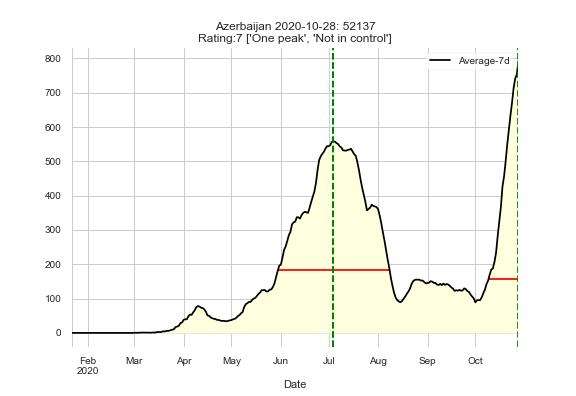 Azerbaijan 2020-10-28: 52137
Rating:7 ['One peak', 'Not in control']
Average-7d
800
700
600
500
400
300
200
100
0
Feb Mar Apr May Jun Jul Aug Sep Oct
2020
Date